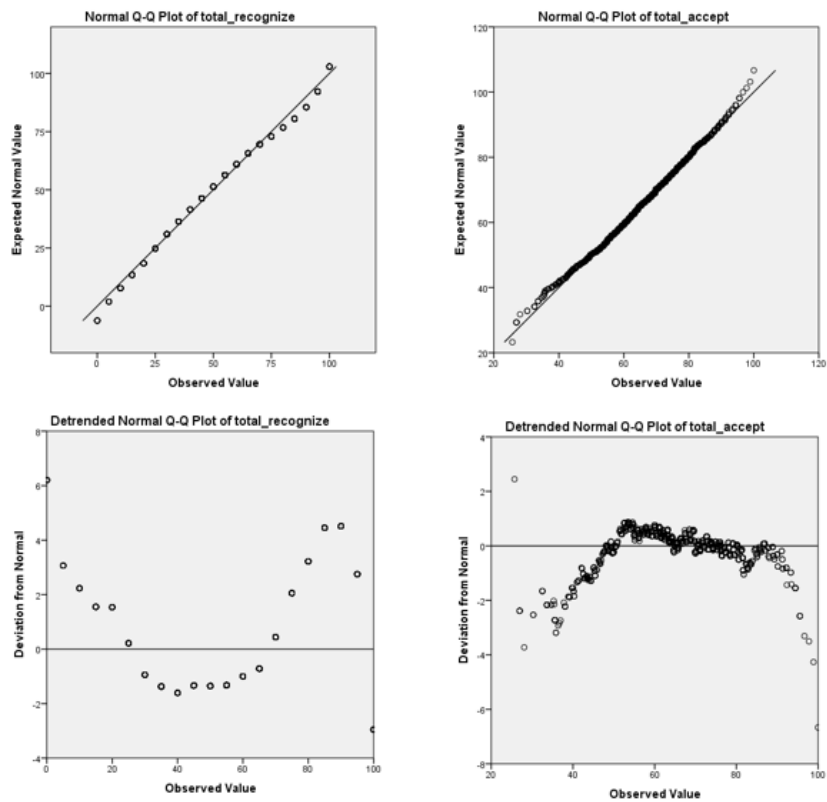 Normal Q-Q Plot of total_recognize
Expected Normal Value
100
75
50
25
0
0 25 50 75 100
Observed Value
Normal Q-Q Plot of total_accept
Expected Normal Value
120
100
80
60
40
20
20 40 60 80 100 120
Observed Value
Detrended Normal Q-Q Plot of total_recognize
Deviation from Normal
8
6
4
2
0
-2
-4
0 20 40 60 80 100
Observed Value
Detrended Normal Q-Q Plot of total_accept
Deviation from Normal
4
2
0
-2
-4
-6
-8
20 40 60 80 100
Observed Value